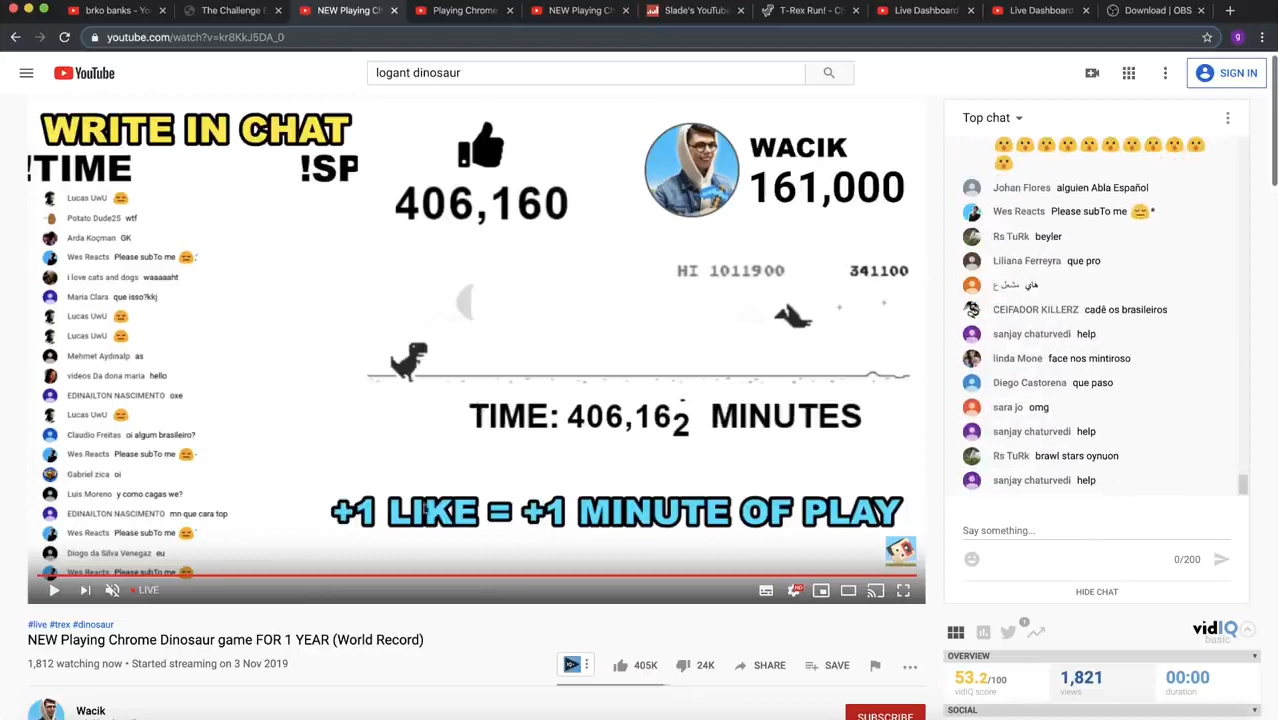 brko banks - You
The Challenge E
NEW Playing Ch
Playing Chrome
NEW Playing Ch
Slade's YouTube
T-Rex Run! - Ch
Live Dashboard
Live Dashboard
Download | OBS
youtube.com/watch?v=kr8KkJ5DA_0
g
YouTube
logant dinosaur
SIGN IN
WRITE IN CHAT
!TIME !SP
Lucas UwU
Potato Dude25 wtf
Arda Koçman GK
Wes Reacts Please subTo me
i love cats and dogs waaaaaht
Maria Clara que isso?kkj
Lucas UwU
Lucas UwU
Mehmet Aydınalp as
videos Da dona maria hello
EDINAILTON NASCIMENTO oxe
Lucas UwU
Claudio Freitas oi algum brasileiro?
Wes Reacts Please subTo me
Gabriel zica oi
Luis Moreno y como cagas we?
EDINAILTON NASCIMENTO mn que cara top
Wes Reacts Please subTo me
Diogo da Silva Venegaz eu
Wes Reacts Please subTo me
406,160
WACIK
161,000
HI 1011900 341100
TIME: 406,162 MINUTES
+1 LIKE = +1 MINUTE OF PLAY
LIVE
HD
Top chat
Johan Flores alguien Abla Español
Wes Reacts Please subTo me *
Rs TuRk beyler
Liliana Ferreyra que pro
مشعل ع هاي
CEIFADOR KILLERZ cadê os brasileiros
sanjay chaturvedi help
linda Mone face nos mintiroso
Diego Castorena que paso
sara jo omg
sanjay chaturvedi help
Rs TuRk brawl stars oynuon
sanjay chaturvedi help
Say something...
0/200
HIDE CHAT
#live #trex #dinosaur
NEW Playing Chrome Dinosaur game FOR 1 YEAR (World Record)
1,812 watching now • Started streaming on 3 Nov 2019
405K 24K SHARE SAVE
Wacik
SUBSCRIBE
1
vidIQ
basic
OVERVIEW
53.2/100 1,821 00:00
vidIQ score views duration
SOCIAL